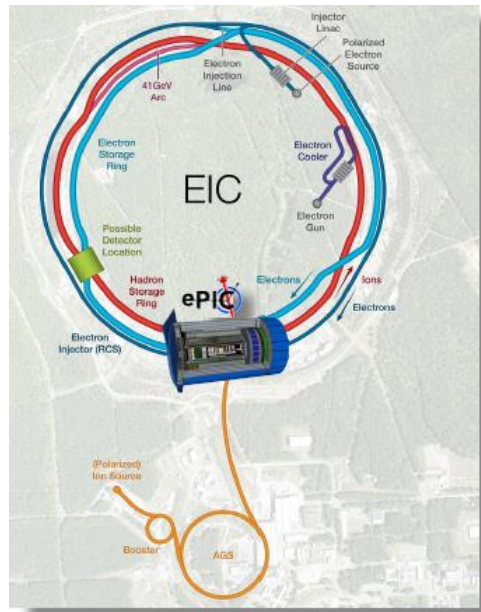 Injector
Linac
Polarized
Electron
Source
Electron
Injection
Line
41GeV
Arc
Electron
Storage
Ring
Electron
Cooler
EIC
Electron
Gun
Possible
Detector
Location
Hadron
Storage
Ring
ePIC
Electrons
Ions
Electrons
Electron
Injector (RCS)
(Polarized)
Ion Source
Booster
AGS